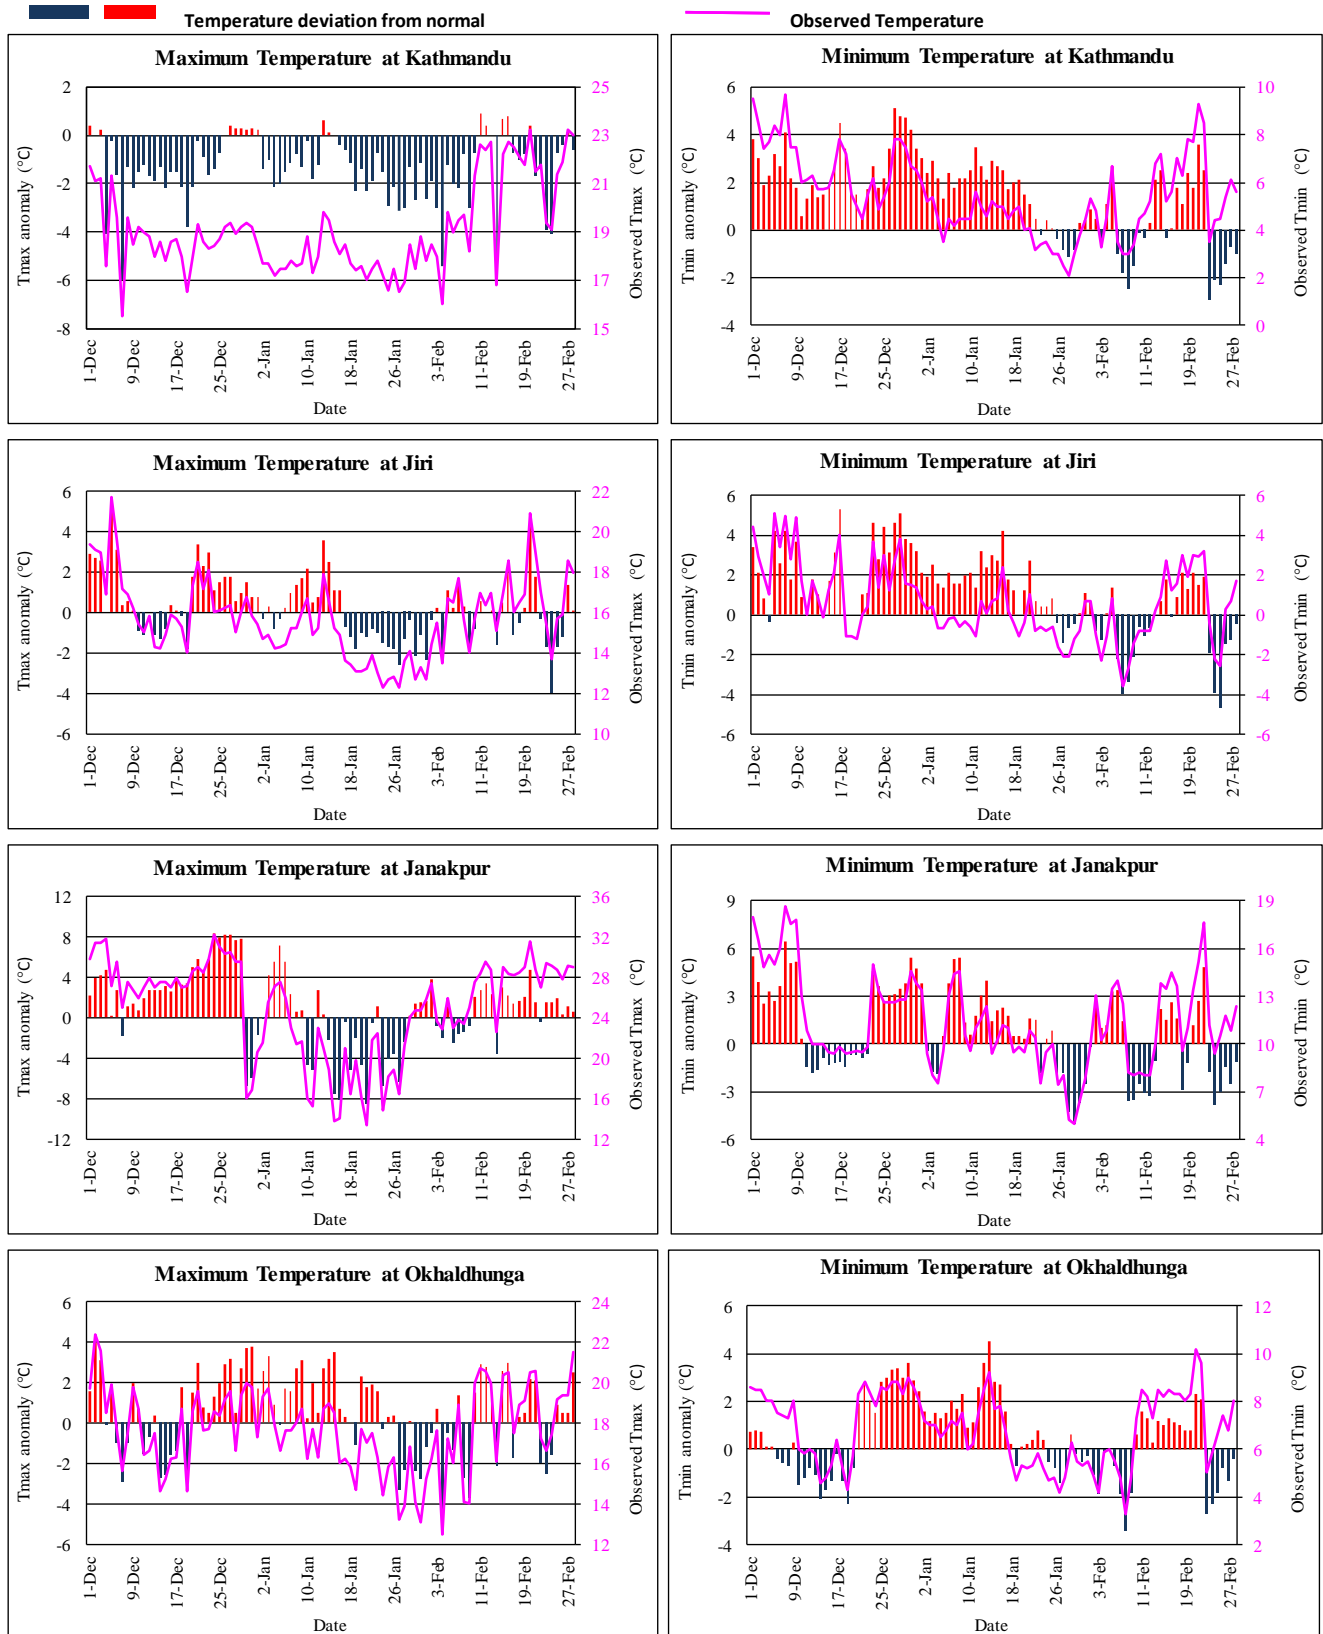 Temperature deviation from normal Observed Temperature
Maximum Temperature at Kathmandu
Tmax anomaly (°C)
2
0
-2
-4
-6
-8
25
23
21
19
17
15
Observed Tmax (°C)
1-Dec 9-Dec 17-Dec 25-Dec 2-Jan 10-Jan 18-Jan 26-Jan 3-Feb 11-Feb 19-Feb 27-Feb
Date
Minimum Temperature at Kathmandu
Tmin anomaly (°C)
6
4
2
0
-2
-4
10
8
6
4
2
0
Observed Tmin (°C)
1-Dec 9-Dec 17-Dec 25-Dec 2-Jan 10-Jan 18-Jan 26-Jan 3-Feb 11-Feb 19-Feb 27-Feb
Date
Maximum Temperature at Jiri
Tmax anomaly (°C)
6
4
2
0
-2
-4
-6
22
20
18
16
14
12
10
Observed Tmax (°C)
1-Dec 9-Dec 17-Dec 25-Dec 2-Jan 10-Jan 18-Jan 26-Jan 3-Feb 11-Feb 19-Feb 27-Feb
Date
Minimum Temperature at Jiri
Tmin anomaly (°C)
6
4
2
0
-2
-4
-6
6
4
2
0
-2
-4
-6
Observed Tmin (°C)
1-Dec 9-Dec 17-Dec 25-Dec 2-Jan 10-Jan 18-Jan 26-Jan 3-Feb 11-Feb 19-Feb 27-Feb
Date
Maximum Temperature at Janakpur
Tmax anomaly (°C)
12
8
4
0
-4
-8
-12
36
32
28
24
20
16
12
Observed Tmax (°C)
1-Dec 9-Dec 17-Dec 25-Dec 2-Jan 10-Jan 18-Jan 26-Jan 3-Feb 11-Feb 19-Feb 27-Feb
Date
Minimum Temperature at Janakpur
Tmin anomaly (°C)
9
6
3
0
-3
-6
19
16
13
10
7
4
Observed Tmin (°C)
1-Dec 9-Dec 17-Dec 25-Dec 2-Jan 10-Jan 18-Jan 26-Jan 3-Feb 11-Feb 19-Feb 27-Feb
Date
Maximum Temperature at Okhaldhunga
Tmax anomaly (°C)
6
4
2
0
-2
-4
-6
24
22
20
18
16
14
12
Observed Tmax (°C)
1-Dec 9-Dec 17-Dec 25-Dec 2-Jan 10-Jan 18-Jan 26-Jan 3-Feb 11-Feb 19-Feb 27-Feb
Date
Minimum Temperature at Okhaldhunga
Tmin anomaly (°C)
6
4
2
0
-2
-4
12
10
8
6
4
2
Observed Tmin (°C)
1-Dec 9-Dec 17-Dec 25-Dec 2-Jan 10-Jan 18-Jan 26-Jan 3-Feb 11-Feb 19-Feb 27-Feb
Date